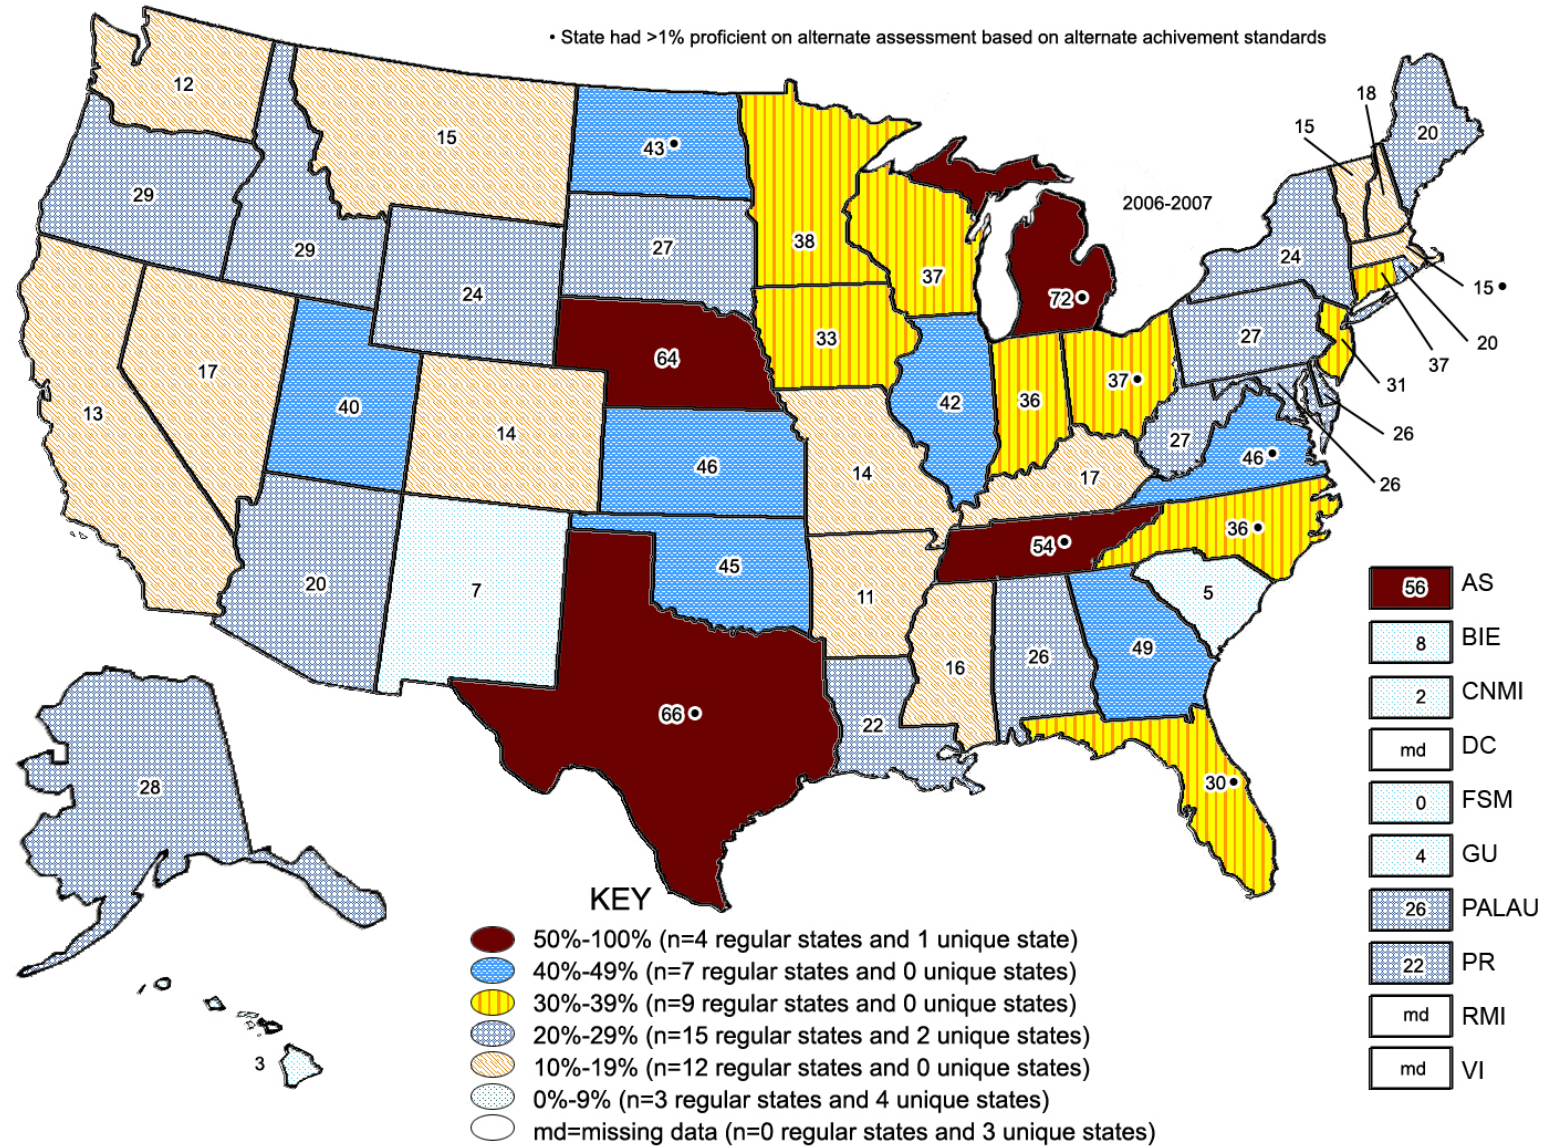 • State had >1% proficient on alternate assessment based on alternate achivement standards
18
12
15
20
15
43 •
29
2006-2007
27
38
29
24
37
24
15 •
72 •
33
27
20
64
37
17
31
40
37 •
13
36
42
14
26
27
46
46 •
14
17
26
36 •
54 •
45
20
7
11
5
56 AS
49
26
8 BIE
16
2 CNMI
66 •
22
md DC
28
30 •
0 FSM
4 GU
KEY
26 PALAU
50%-100% (n=4 regular states and 1 unique state)
22 PR
40%-49% (n=7 regular states and 0 unique states)
30%-39% (n=9 regular states and 0 unique states)
md RMI
20%-29% (n=15 regular states and 2 unique states)
3
10%-19% (n=12 regular states and 0 unique states)
md VI
0%-9% (n=3 regular states and 4 unique states)
md=missing data (n=0 regular states and 3 unique states)